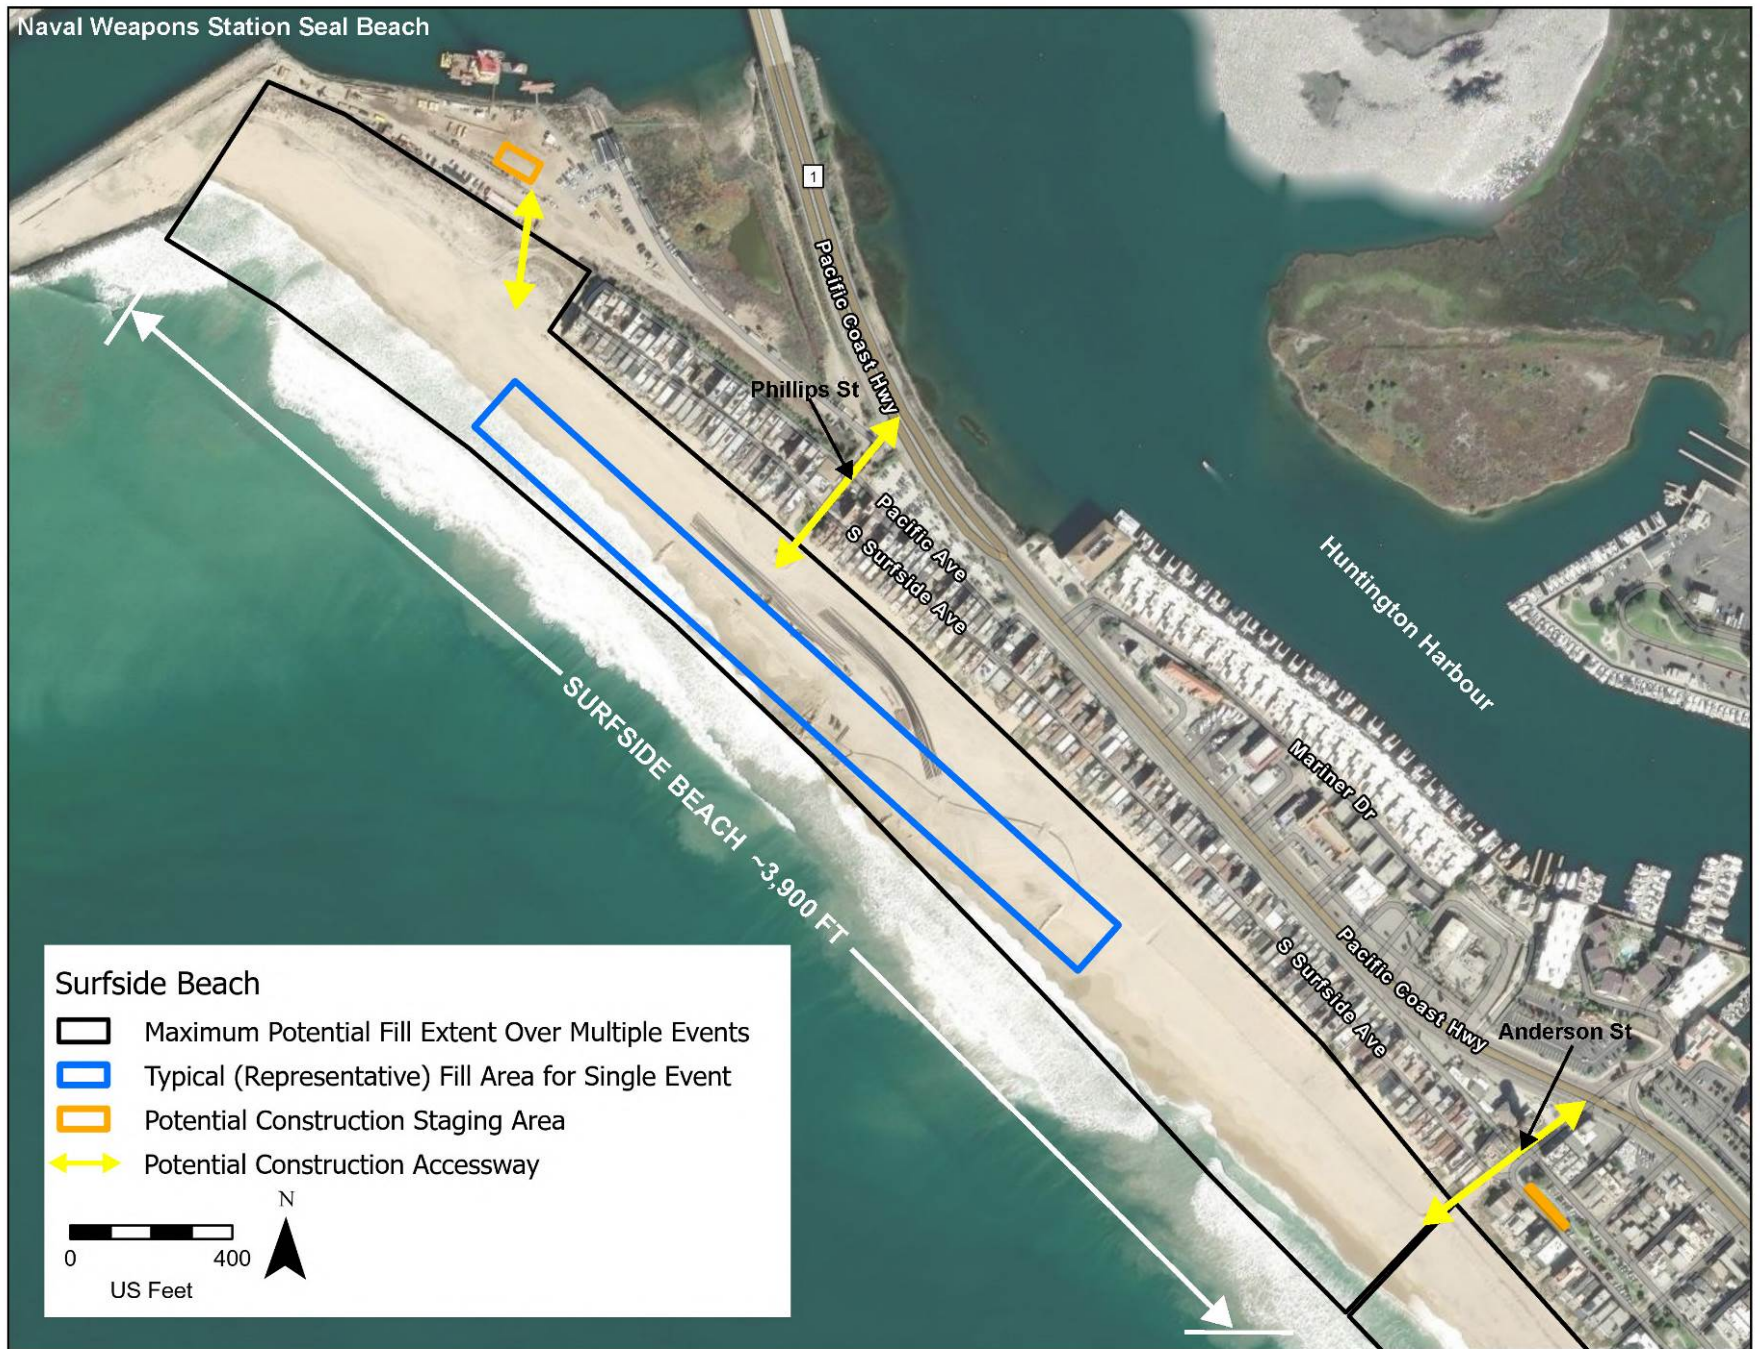 Naval Weapons Station Seal Beach
1
Pacific Coast Hwy
Phillips St
Pacific Ave
S Surfside Ave
Huntington Harbour
Mariner Dr
SURFSIDE BEACH ~3,900 FT
S Surfside Ave
Pacific Coast Hwy
Anderson St
Surfside Beach
Maximum Potential Fill Extent Over Multiple Events
Typical (Representative) Fill Area for Single Event
Potential Construction Staging Area
Potential Construction Accessway
N
0 400
US Feet